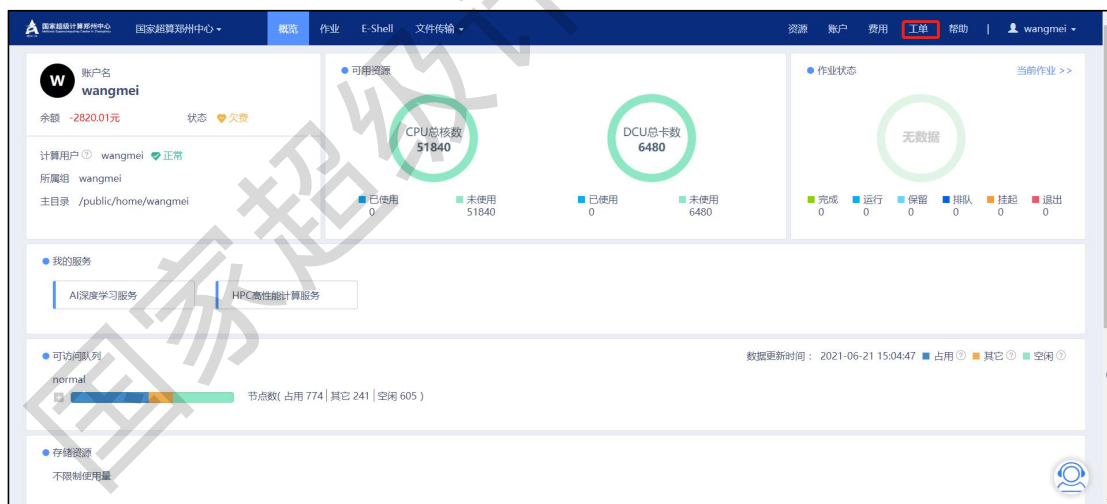 国家超级计算郑州中心 国家超算郑州中心 概览 作业 E-Shell 文件传输 资源 账户 费用 工单 帮助 | wangmei
National Supercomputing Center in Zhengzhou
W 账户名
wangmei
余额 -2820.01元 状态 欠费
计算用户 wangmei 正常
所属组 wangmei
主目录 /public/home/wangmei
可用资源
CPU总核数
51840
已使用 未使用
0 51840
DCU总卡数
6480
已使用 未使用
0 6480
作业状态 当前作业 >>
无数据
完成 运行 保留 排队 挂起 退出
0 0 0 0 0 0
我的服务
AI深度学习服务 HPC高性能计算服务
可访问队列 数据更新时间： 2021-06-21 15:04:47 占用 其它 空闲
normal
节点数( 占用 774 | 其它 241 | 空闲 605 )
存储资源
不限制使用量
国家超级计